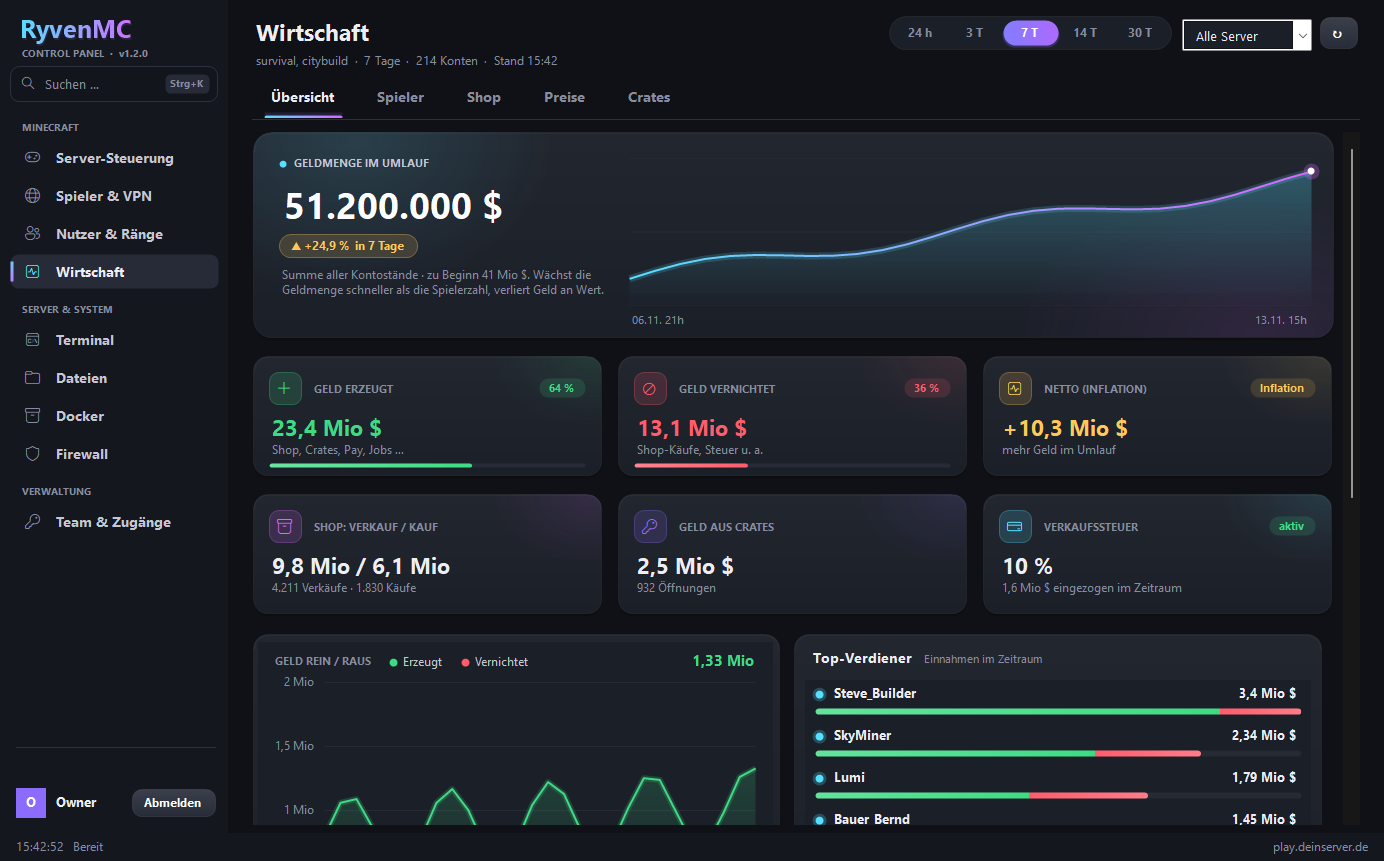 RyvenMC
CONTROL PANEL · v1.2.0
Suchen ... Strg+K
MINECRAFT
Server-Steuerung
Spieler & VPN
Nutzer & Ränge
Wirtschaft
SERVER & SYSTEM
Terminal
Dateien
Docker
Firewall
VERWALTUNG
Team & Zugänge
O Owner Abmelden
15:42:52 Bereit
Wirtschaft
survival, citybuild · 7 Tage · 214 Konten · Stand 15:42
24 h 3 T 7 T 14 T 30 T
Alle Server
Übersicht Spieler Shop Preise Crates
GELDMENGE IM UMLAUF
51.200.000 $
▲ +24,9 % in 7 Tage
Summe aller Kontostände · zu Beginn 41 Mio $. Wächst die
Geldmenge schneller als die Spielerzahl, verliert Geld an Wert.
06.11. 21h 13.11. 15h
GELD ERZEUGT 64 %
23,4 Mio $
Shop, Crates, Pay, Jobs ...
GELD VERNICHTET 36 %
13,1 Mio $
Shop-Käufe, Steuer u. a.
NETTO (INFLATION) Inflation
+10,3 Mio $
mehr Geld im Umlauf
SHOP: VERKAUF / KAUF
9,8 Mio / 6,1 Mio
4.211 Verkäufe · 1.830 Käufe
GELD AUS CRATES
2,5 Mio $
932 Öffnungen
VERKAUFSSTEUER aktiv
10 %
1,6 Mio $ eingezogen im Zeitraum
GELD REIN / RAUS Erzeugt Vernichtet 1,33 Mio
2 Mio
1,5 Mio
1 Mio
Top-Verdiener Einnahmen im Zeitraum
Steve_Builder 3,4 Mio $
SkyMiner 2,34 Mio $
Lumi 1,79 Mio $
Bauer Bernd 1,45 Mio $
play.deinserver.de